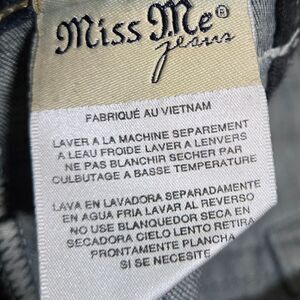 Miss Me®
jeans
FABRIQUÉ AU VIETNAM
LAVER A LA MACHINE SEPAREMENT
A LEAU FROIDE LAVER A LENVERS
NE PAS BLANCHIR SECHER PAR
CULBUTAGE A BASSE TEMPERATURE
LAVA EN LAVADORA SEPARADAMENTE
EN AGUA FRIA LAVAR AL REVERSO
NO USE BLANQUEDOR SECA EN
SECADORA CIELO LENTO RETIRA
PRONTAMENTE PLANCHA
SI SE NECESITE